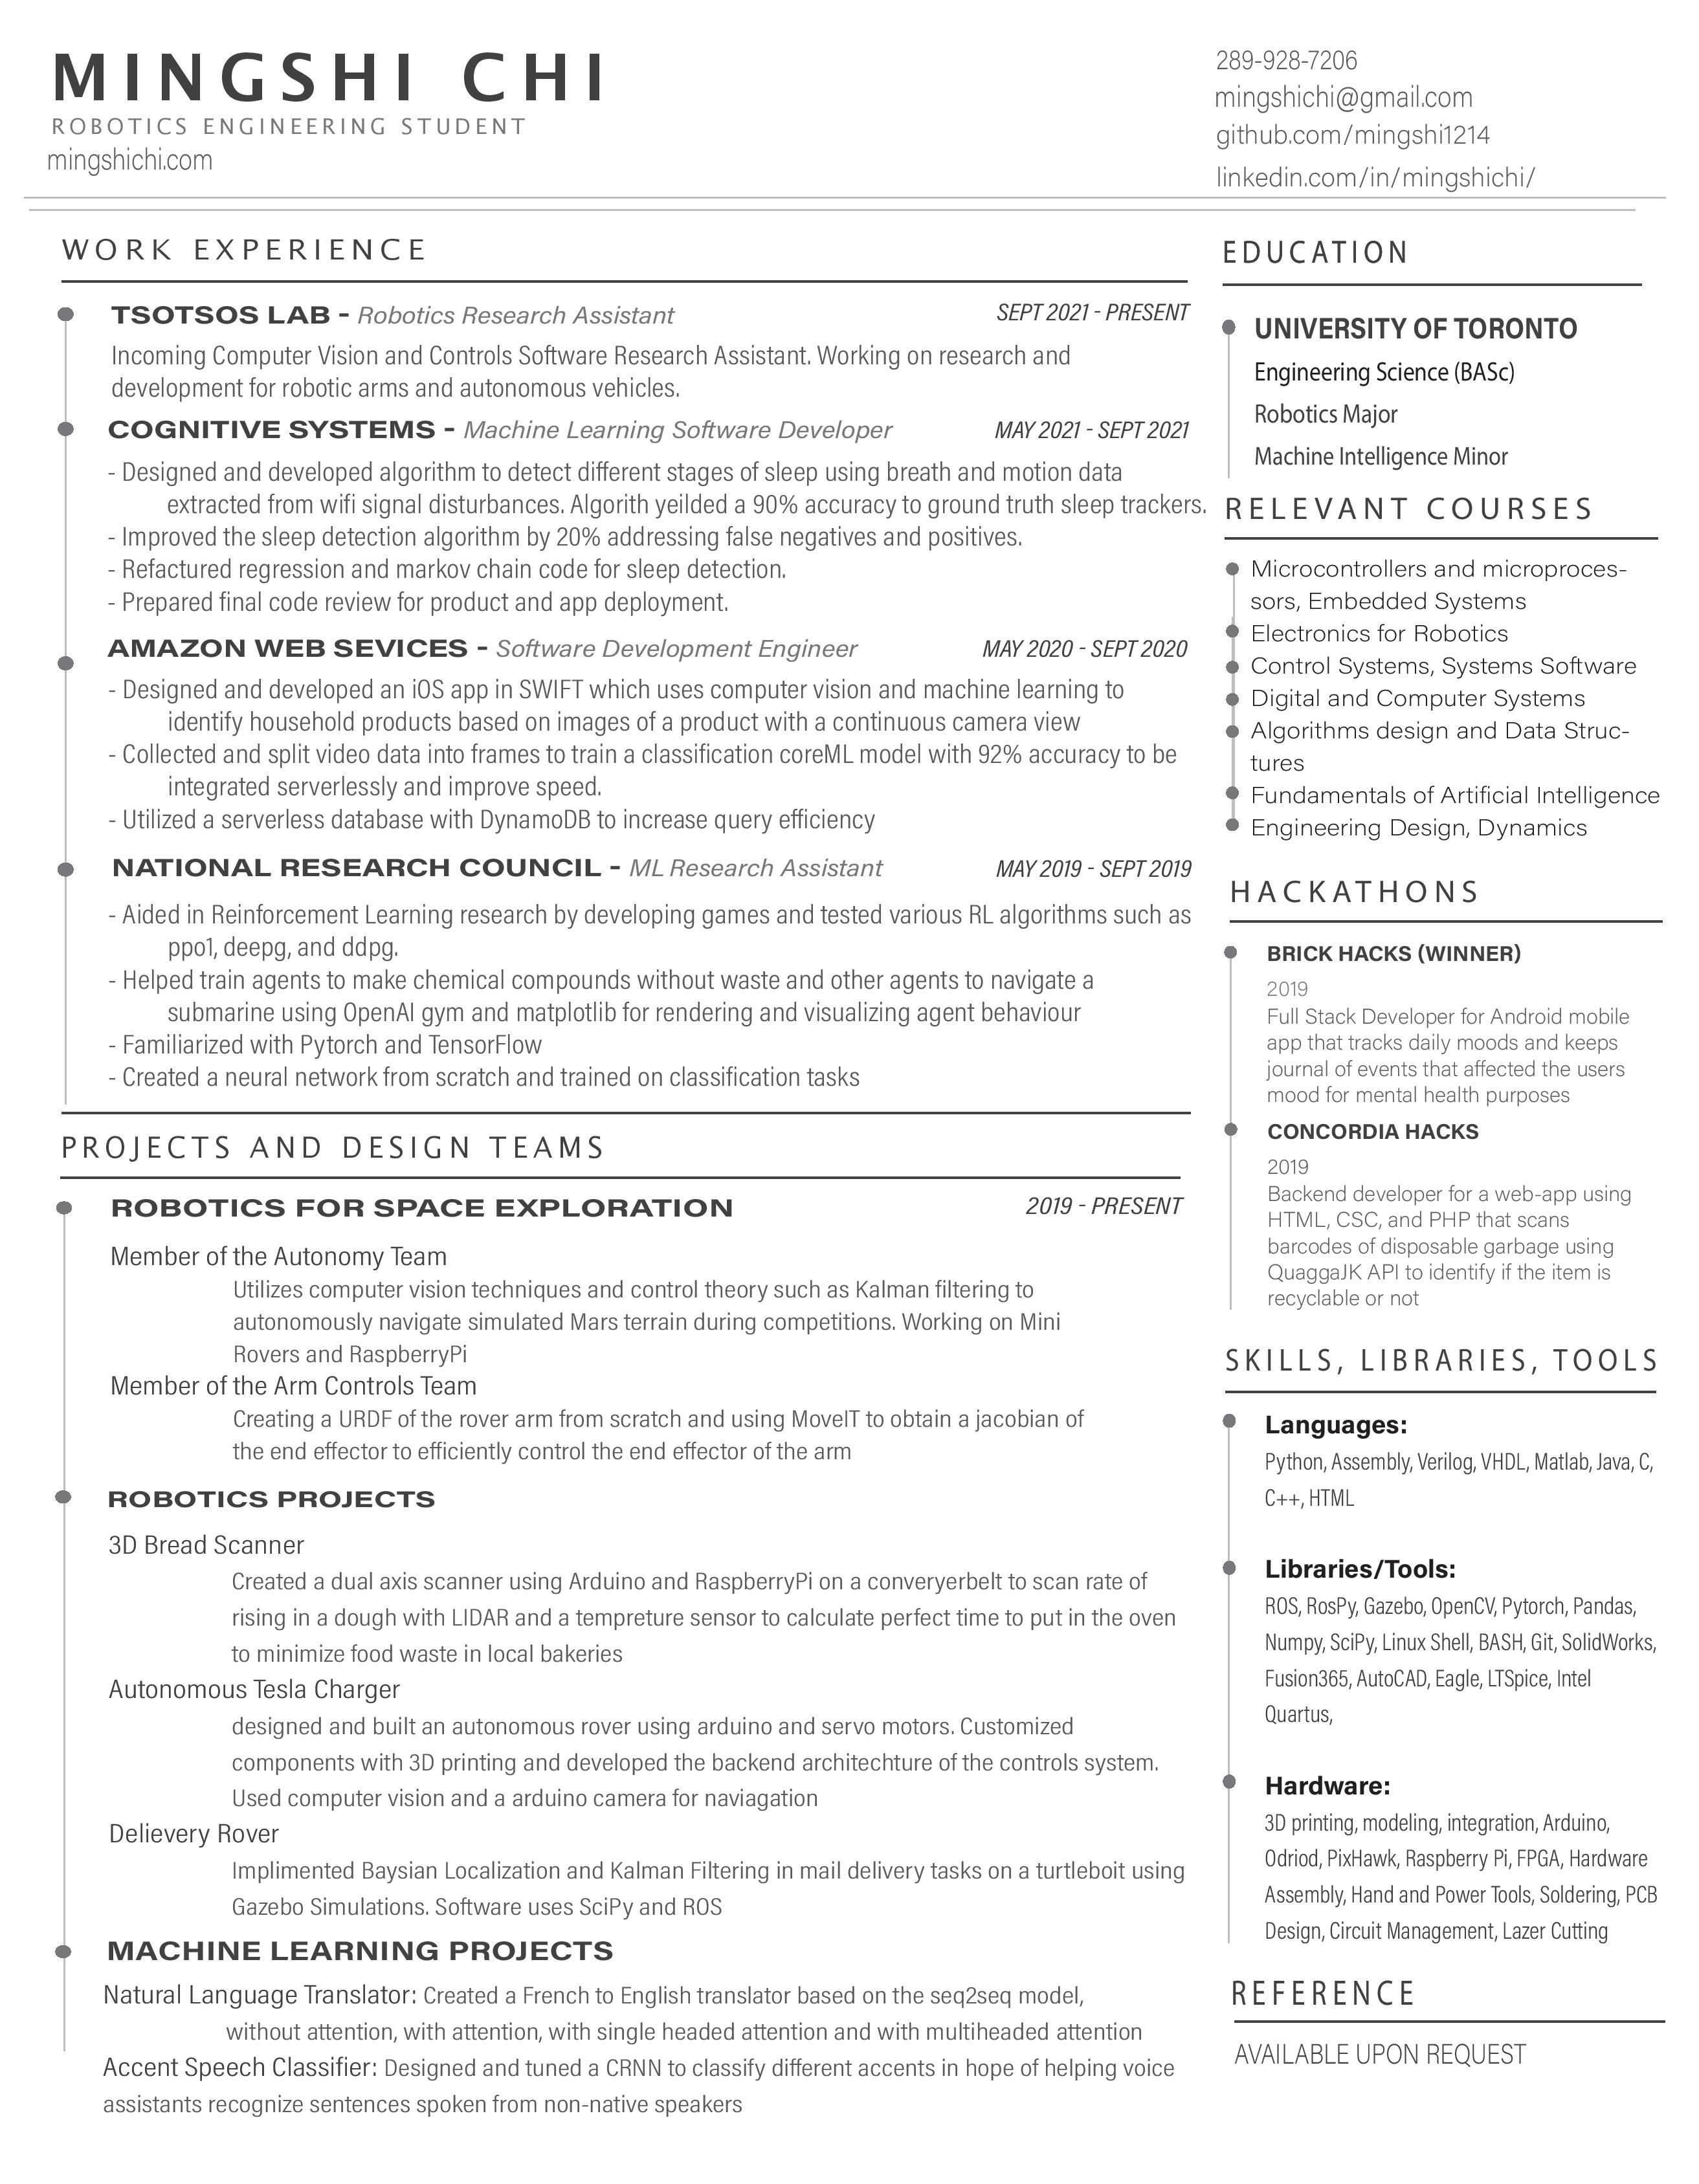 MINGSHI CHI
ROBOTICS ENGINEERING STUDENT
mingshichi.com
289-928-7206
mingshichi@gmail.com
github.com/mingshi1214
linkedin.com/in/mingshichi/
WORK EXPERIENCE
TSOTSOS LAB - Robotics Research Assistant
SEPT 2021 - PRESENT
Incoming Computer Vision and Controls Software Research Assistant. Working on research and
development for robotic arms and autonomous vehicles.
COGNITIVE SYSTEMS - Machine Learning Software Developer
MAY 2021 - SEPT 2021
- Designed and developed algorithm to detect different stages of sleep using breath and motion data
extracted from wifi signal disturbances. Algorith yeilded a 90% accuracy to ground truth sleep trackers.
- Improved the sleep detection algorithm by 20% addressing false negatives and positives.
- Refactured regression and markov chain code for sleep detection.
- Prepared final code review for product and app deployment.
AMAZON WEB SEVICES - Software Development Engineer
MAY 2020 - SEPT 2020
- Designed and developed an iOS app in SWIFT which uses computer vision and machine learning to
identify household products based on images of a product with a continuous camera view
- Collected and split video data into frames to train a classification coreML model with 92% accuracy to be
integrated serverlessly and improve speed.
- Utilized a serverless database with DynamoDB to increase query efficiency
NATIONAL RESEARCH COUNCIL - ML Research Assistant
MAY 2019 - SEPT 2019
- Aided in Reinforcement Learning research by developing games and tested various RL algorithms such as
ppo1, deepg, and ddpg.
- Helped train agents to make chemical compounds without waste and other agents to navigate a
submarine using OpenAI gym and matplotlib for rendering and visualizing agent behaviour
- Familiarized with Pytorch and TensorFlow
- Created a neural network from scratch and trained on classification tasks
PROJECTS AND DESIGN TEAMS
ROBOTICS FOR SPACE EXPLORATION
2019 - PRESENT
Member of the Autonomy Team
Utilizes computer vision techniques and control theory such as Kalman filtering to
autonomously navigate simulated Mars terrain during competitions. Working on Mini
Rovers and RaspberryPi
Member of the Arm Controls Team
Creating a URDF of the rover arm from scratch and using MoveIT to obtain a jacobian of
the end effector to efficiently control the end effector of the arm
ROBOTICS PROJECTS
3D Bread Scanner
Created a dual axis scanner using Arduino and RaspberryPi on a converyerbelt to scan rate of
rising in a dough with LIDAR and a tempreture sensor to calculate perfect time to put in the oven
to minimize food waste in local bakeries
Autonomous Tesla Charger
designed and built an autonomous rover using arduino and servo motors. Customized
components with 3D printing and developed the backend architechture of the controls system.
Used computer vision and a arduino camera for naviagation
Delievery Rover
Implimented Baysian Localization and Kalman Filtering in mail delivery tasks on a turtleboit using
Gazebo Simulations. Software uses SciPy and ROS
MACHINE LEARNING PROJECTS
Natural Language Translator: Created a French to English translator based on the seq2seq model,
without attention, with attention, with single headed attention and with multiheaded attention
Accent Speech Classifier: Designed and tuned a CRNN to classify different accents in hope of helping voice
assistants recognize sentences spoken from non-native speakers
EDUCATION
UNIVERSITY OF TORONTO
Engineering Science (BASc)
Robotics Major
Machine Intelligence Minor
RELEVANT COURSES
Microcontrollers and microproces-
sors, Embedded Systems
Electronics for Robotics
Control Systems, Systems Software
Digital and Computer Systems
Algorithms design and Data Struc-
tures
Fundamentals of Artificial Intelligence
Engineering Design, Dynamics
HACKATHONS
BRICK HACKS (WINNER)
2019
Full Stack Developer for Android mobile
app that tracks daily moods and keeps
journal of events that affected the users
mood for mental health purposes
CONCORDIA HACKS
2019
Backend developer for a web-app using
HTML, CSC, and PHP that scans
barcodes of disposable garbage using
QuaggaJK API to identify if the item is
recyclable or not
SKILLS, LIBRARIES, TOOLS
Languages:
Python, Assembly, Verilog, VHDL, Matlab, Java, C,
C++, HTML
Libraries/Tools:
ROS, RosPy, Gazebo, OpenCV, Pytorch, Pandas,
Numpy, SciPy, Linux Shell, BASH, Git, SolidWorks,
Fusion365, AutoCAD, Eagle, LTSpice, Intel
Quartus,
Hardware:
3D printing, modeling, integration, Arduino,
Odriod, PixHawk, Raspberry Pi, FPGA, Hardware
Assembly, Hand and Power Tools, Soldering, PCB
Design, Circuit Management, Lazer Cutting
REFERENCE
AVAILABLE UPON REQUEST